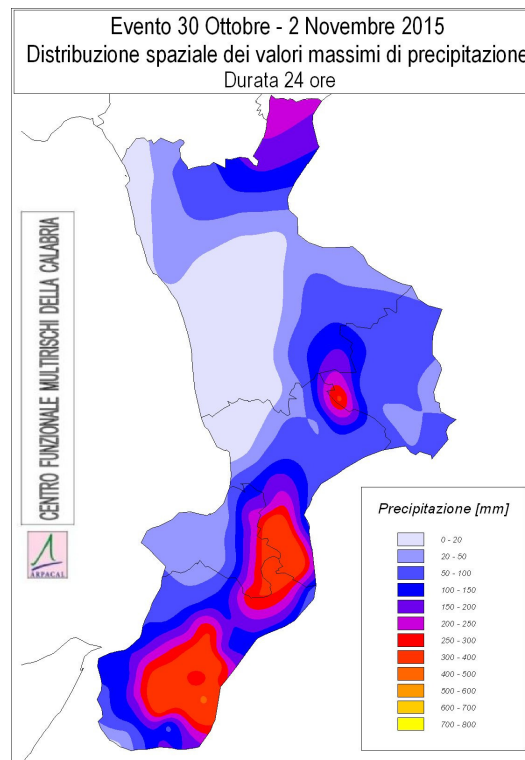 Evento 30 Ottobre - 2 Novembre 2015
Distribuzione spaziale dei valori massimi di precipitazione
Durata 24 ore
CENTRO FUNZIONALE MULTIRISCHI DELLA CALABRIA
ARPACAL
Precipitazione [mm]
0 - 20
20 - 50
50 - 100
100 - 150
150 - 200
200 - 250
250 - 300
300 - 400
400 - 500
500 - 600
600 - 700
700 - 800